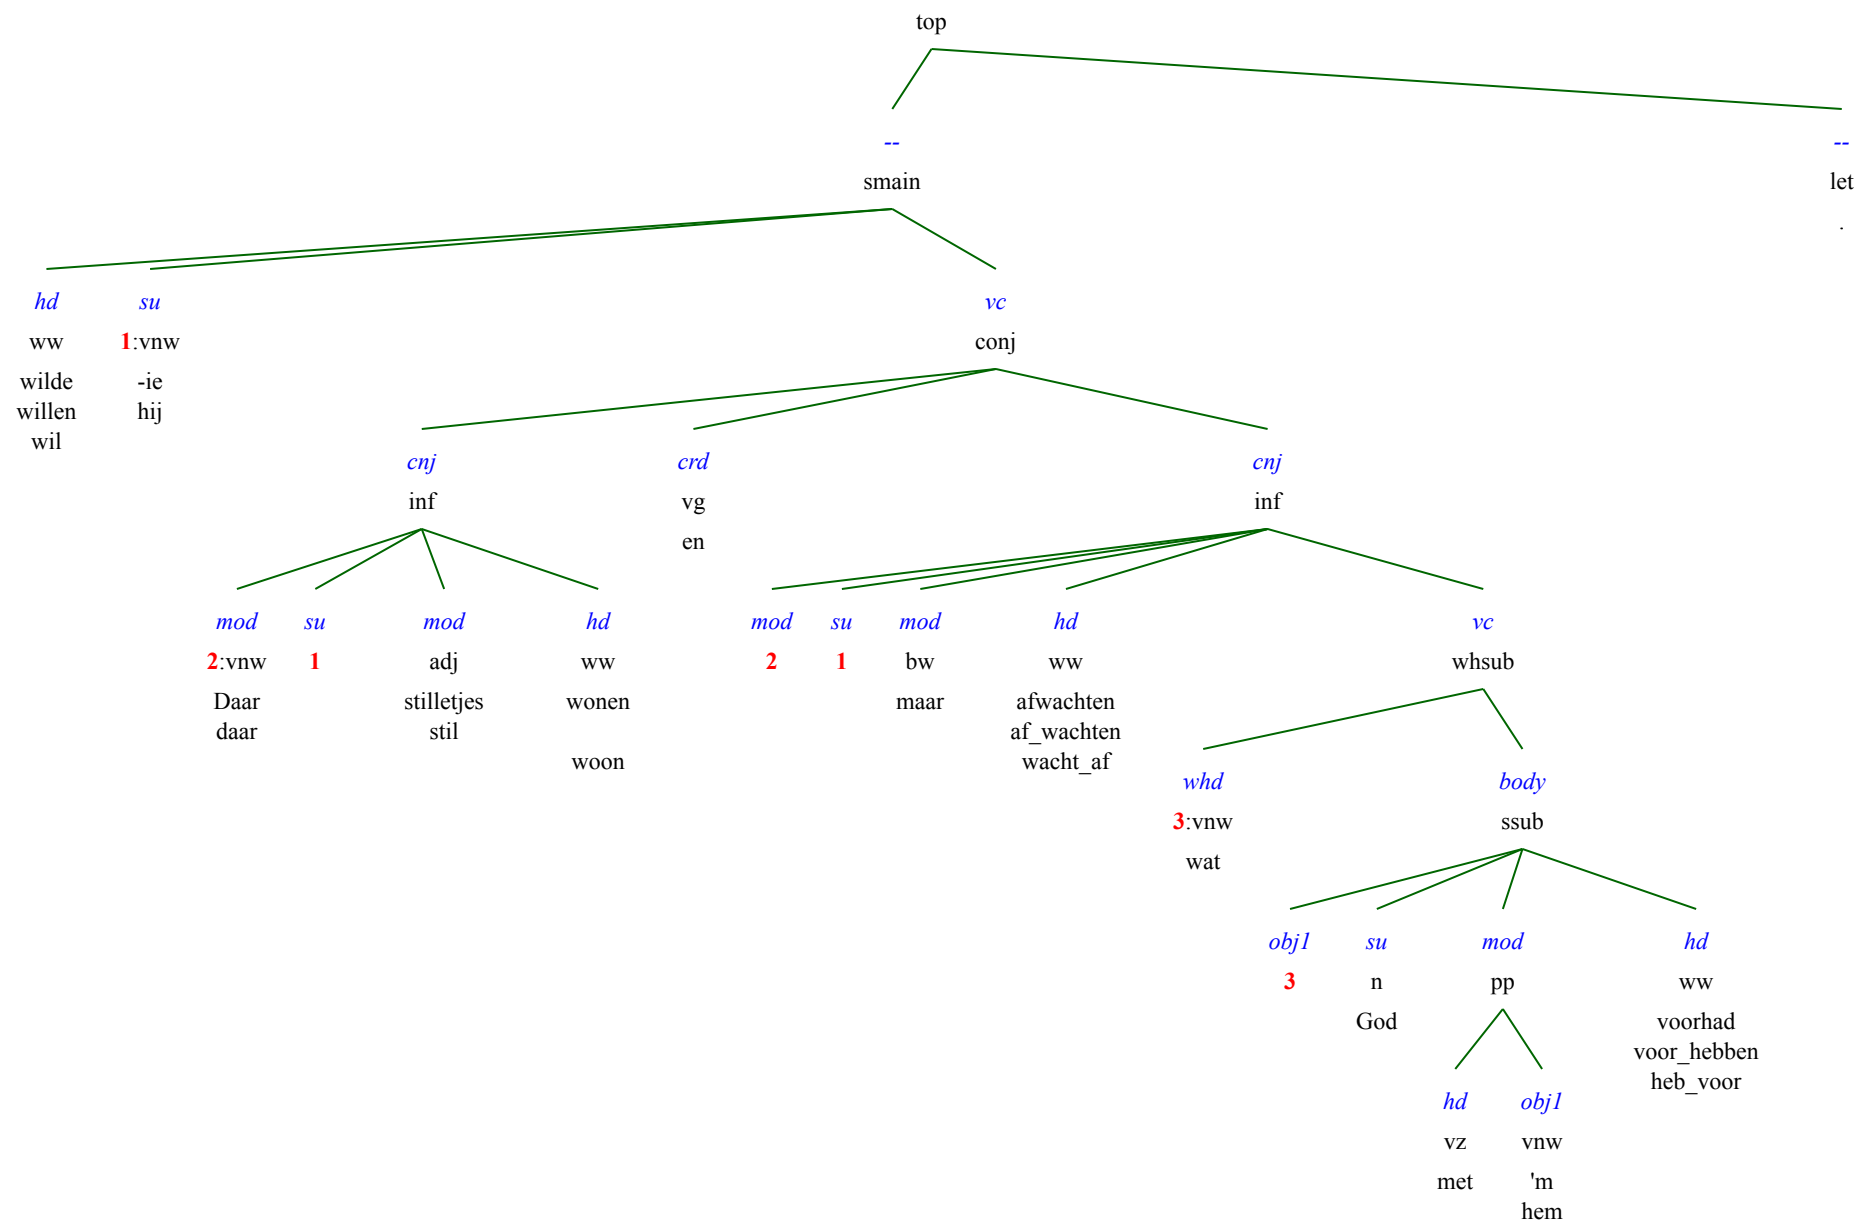 top
-- --
smain let
.
hd su vc
ww 1:vnw conj
wilde -ie
willen hij
wil
cnj crd cnj
inf vg inf
en
mod su mod hd mod su mod hd vc
2:vnw 1 adj ww 2 1 bw ww whsub
Daar stilletjes wonen maar afwachten
daar stil af_wachten
woon wacht_af
whd body
3:vnw ssub
wat
obj1 su mod hd
3 n pp ww
God voorhad
voor_hebben
heb_voor
hd obj1
vz vnw
met 'm
hem